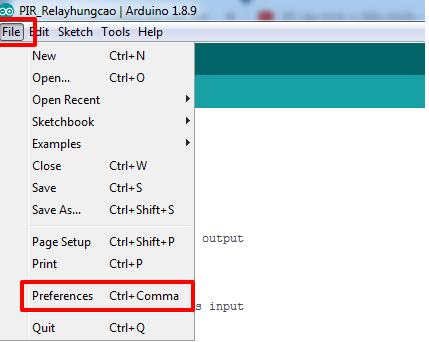 PIR_Relayhungcao | Arduino 1.8.9
File Edit Sketch Tools Help
New Ctrl+N
Open... Ctrl+O
Open Recent
Sketchbook
Examples
Close Ctrl+W
Save Ctrl+S
Save As... Ctrl+Shift+S
Page Setup Ctrl+Shift+P
output
Print Ctrl+P
Preferences Ctrl+Comma
s input
Quit Ctrl+Q